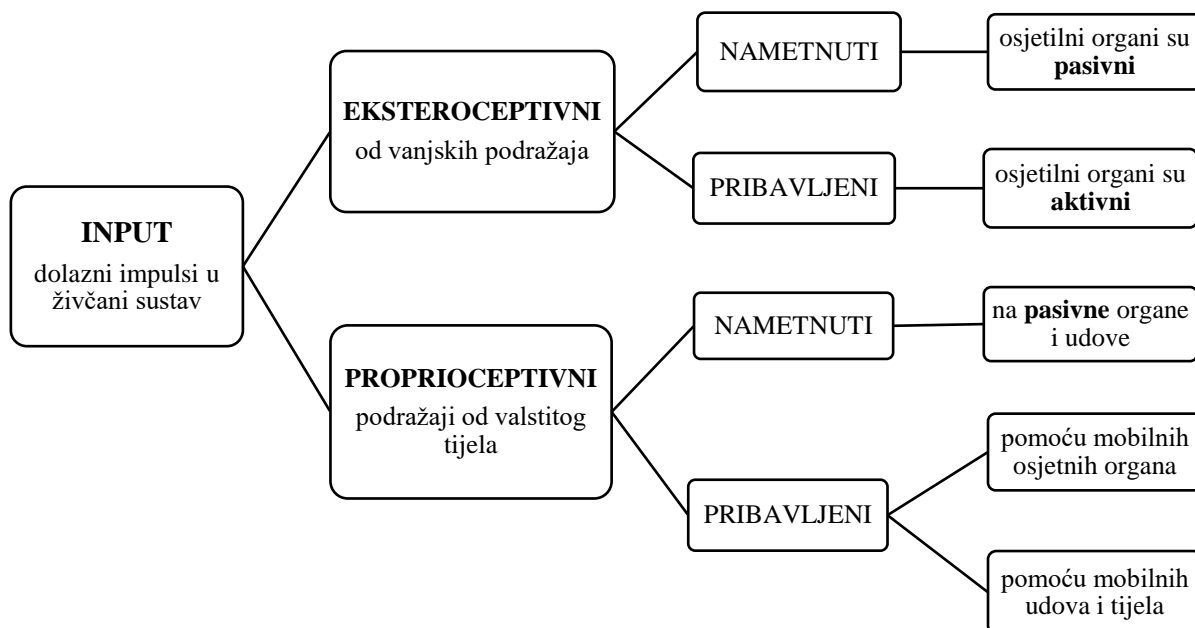 INPUT
dolazni impulsi u
živčani sustav
EKSTEROCEPTIVNI
od vanjskih podražaja
NAMETNUTI
osjetilni organi su
pasivni
PRIBAVLJENI
osjetilni organi su
aktivni
PROPRIOCEPTIVNI
podražaji od valstitog
tijela
NAMETNUTI
na pasivne organe
i udove
PRIBAVLJENI
pomoću mobilnih
osjetnih organa
pomoću mobilnih
udova i tijela